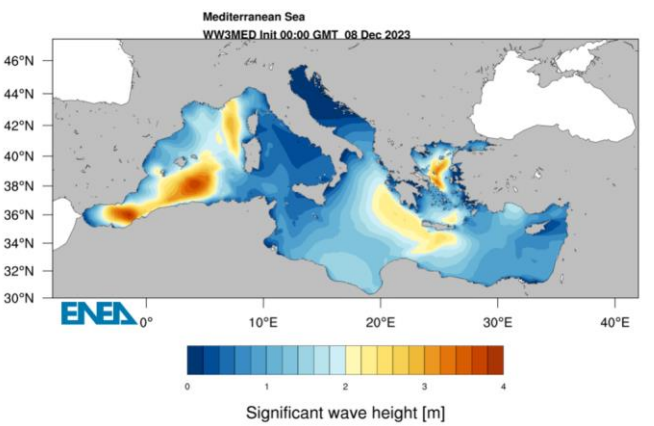 Mediterranean Sea
WW3MED Init 00:00 GMT 08 Dec 2023
46°N
44°N
42°N
40°N
38°N
36°N
34°N
32°N
30°N
ENEA
0°
10°E
20°E
30°E
40°E
0 1 2 3 4
Significant wave height [m]